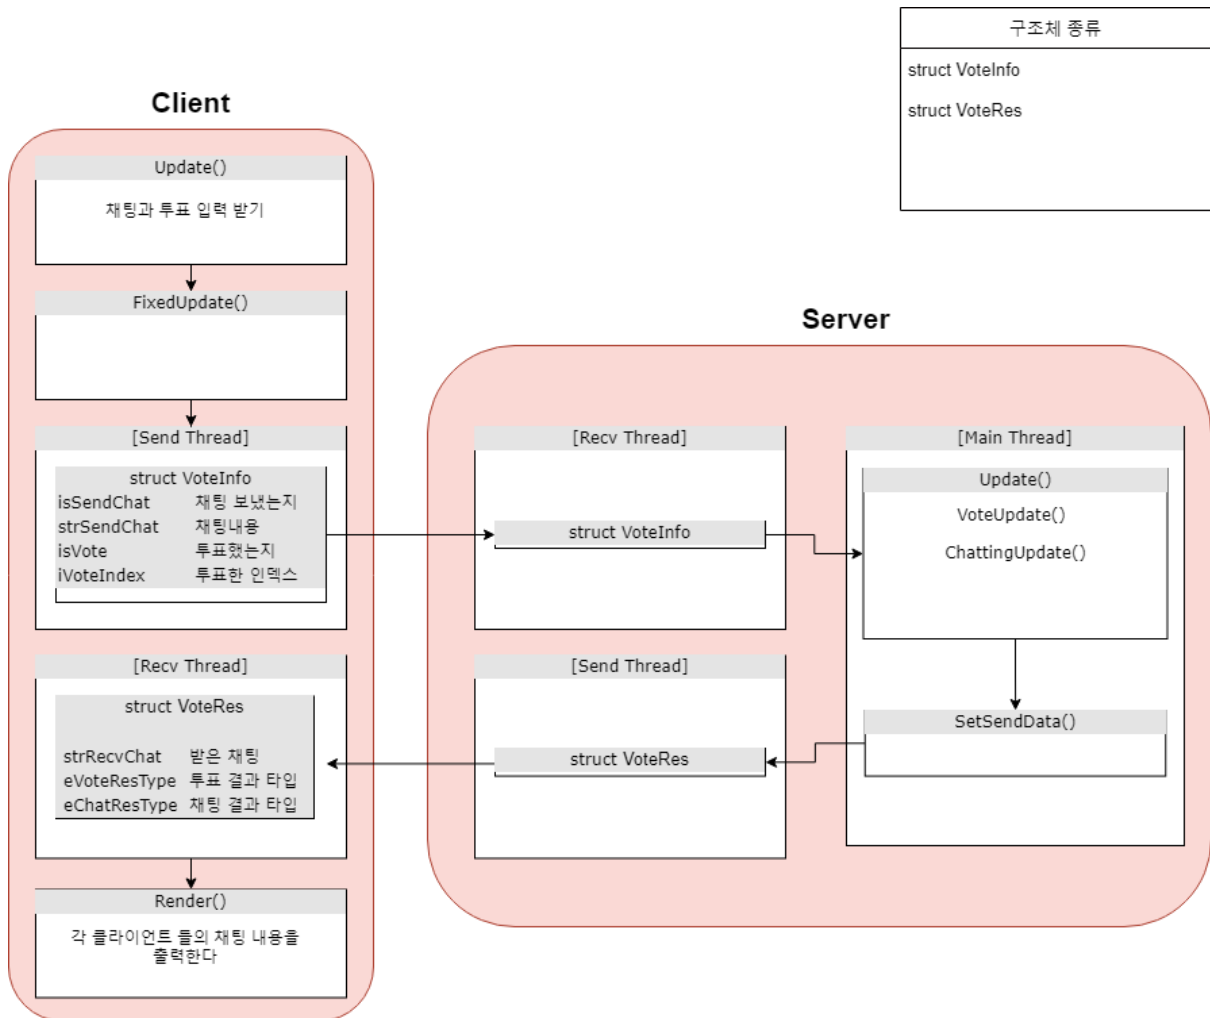 구조체 종류
struct VoteInfo
struct VoteRes
Client
Update()
채팅과 투표 입력 받기
FixedUpdate()
[Send Thread]
struct VoteInfo
isSendChat 채팅 보냈는지
strSendChat 채팅내용
isVote 투표했는지
iVoteIndex 투표한 인덱스
[Recv Thread]
struct VoteRes
strRecvChat 받은 채팅
eVoteResType 투표 결과 타입
eChatResType 채팅 결과 타입
Render()
각 클라이언트 들의 채팅 내용을
출력한다
Server
[Recv Thread]
struct VoteInfo
[Main Thread]
Update()
VoteUpdate()
ChattingUpdate()
[Send Thread]
struct VoteRes
SetSendData()